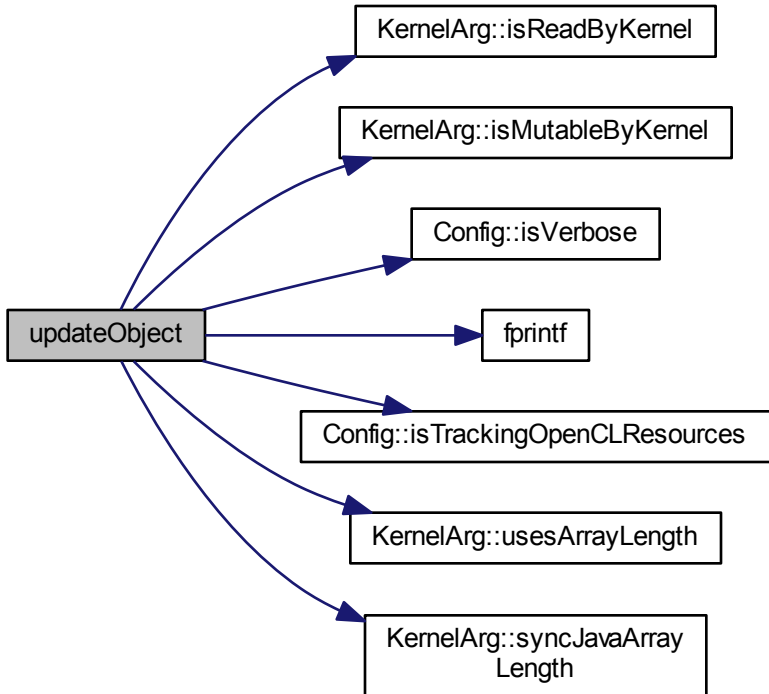 KernelArg::isReadByKernel
KernelArg::isMutableByKernel
Config::isVerbose
updateObject
fprintf
Config::isTrackingOpenCLResources
KernelArg::usesArrayLength
KernelArg::syncJavaArray
Length